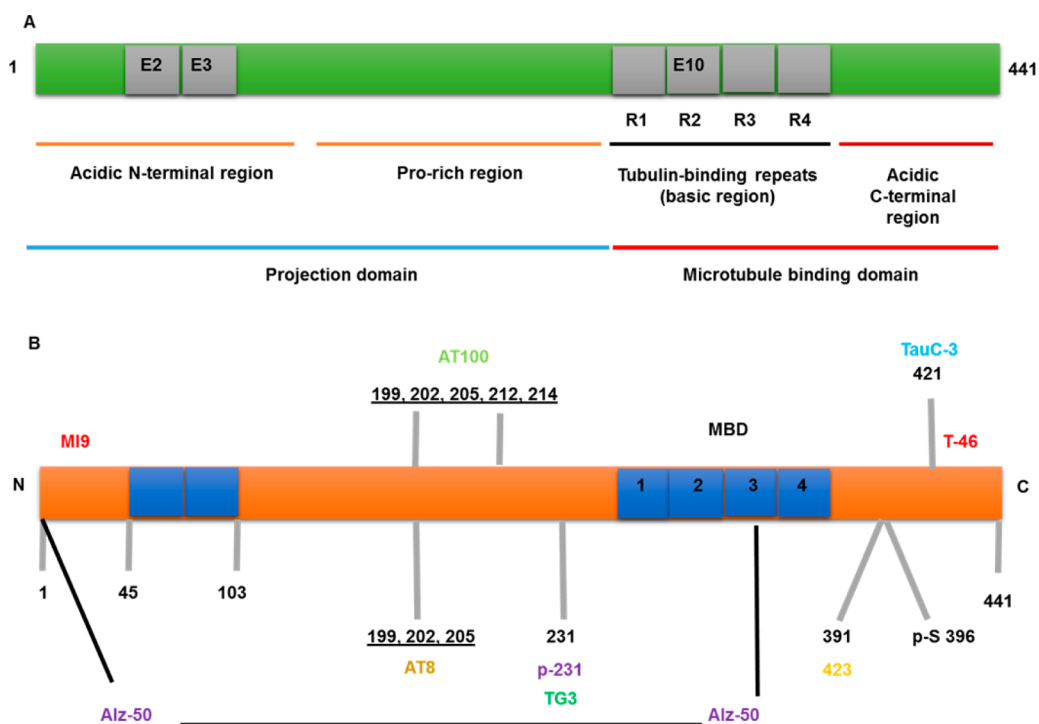 A
1
E2
E3
E10
441
R1
R2
R3
R4
Acidic N-terminal region
Pro-rich region
Tubulin-binding repeats
(basic region)
Acidic
C-terminal
region
Projection domain
Microtubule binding domain
B
AT100
TauC-3
421
199, 202, 205, 212, 214
MI9
MBD
T-46
N
1
2
3
4
C
1
45
103
441
199, 202, 205
231
391
p-S 396
AT8
p-231
423
TG3
Alz-50
Alz-50